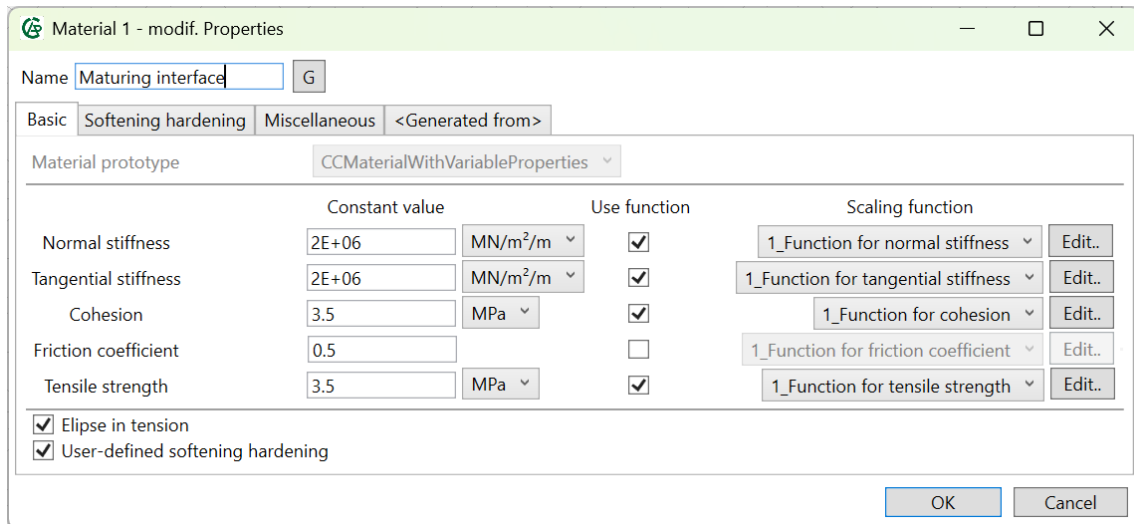 Material 1 - modif. Properties
Name Maturing interface G
Basic Softening hardening Miscellaneous <Generated from>
Material prototype CCMaterialWithVariableProperties
Constant value Use function Scaling function
Normal stiffness 2E+06 MN/m²/m 1_Function for normal stiffness Edit..
Tangential stiffness 2E+06 MN/m²/m 1_Function for tangential stiffness Edit..
Cohesion 3.5 MPa 1_Function for cohesion Edit..
Friction coefficient 0.5 1_Function for friction coefficient Edit..
Tensile strength 3.5 MPa 1_Function for tensile strength Edit..
Elipse in tension
User-defined softening hardening
OK Cancel